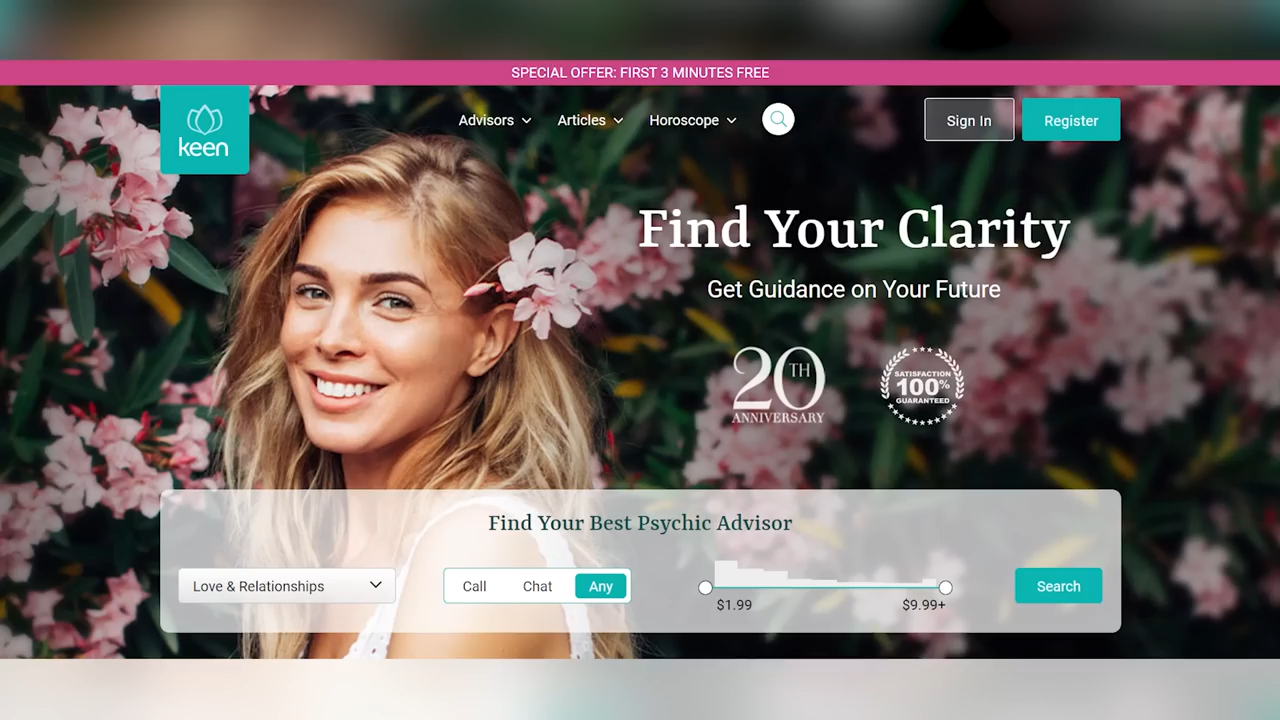 SPECIAL OFFER: FIRST 3 MINUTES FREE
keen
Advisors
Articles
Horoscope
Sign In
Register
Find Your Clarity
Get Guidance on Your Future
20TH
ANNIVERSARY
SATISFACTION
100%
GUARANTEED
Find Your Best Psychic Advisor
Love & Relationships
Call
Chat
Any
$1.99
$9.99+
Search